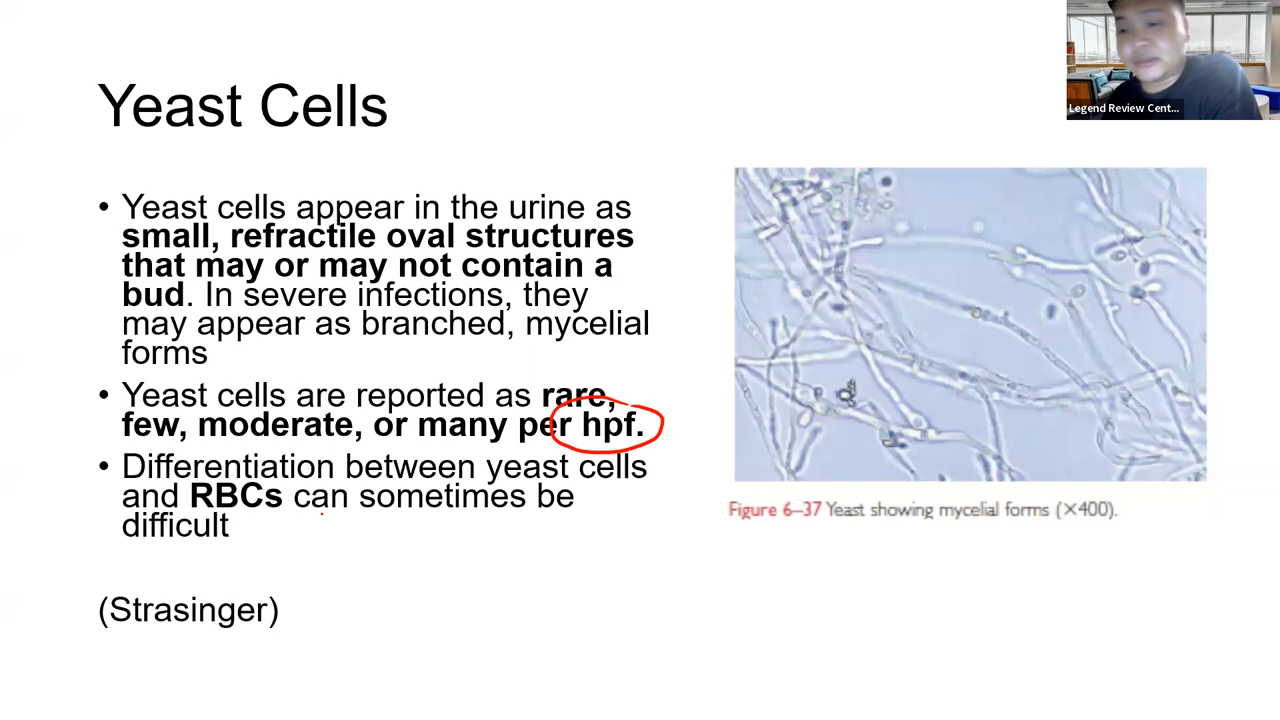 Legend Review Cent...
Yeast Cells
• Yeast cells appear in the urine as
small, refractile oval structures
that may or may not contain a
bud. In severe infections, they
may appear as branched, mycelial
forms
• Yeast cells are reported as rare,
few, moderate, or many per hpf.
• Differentiation between yeast cells
and RBCs can sometimes be
difficult
(Strasinger)
Figure 6–37 Yeast showing mycelial forms (×400).